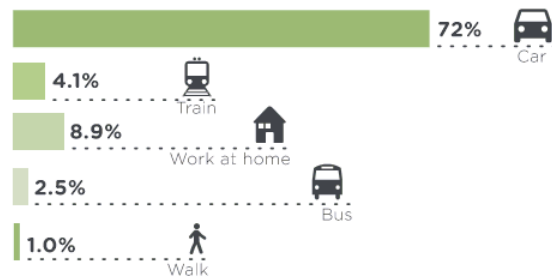 72%
Car
4.1%
Train
8.9%
Work at home
2.5%
Bus
1.0%
Walk